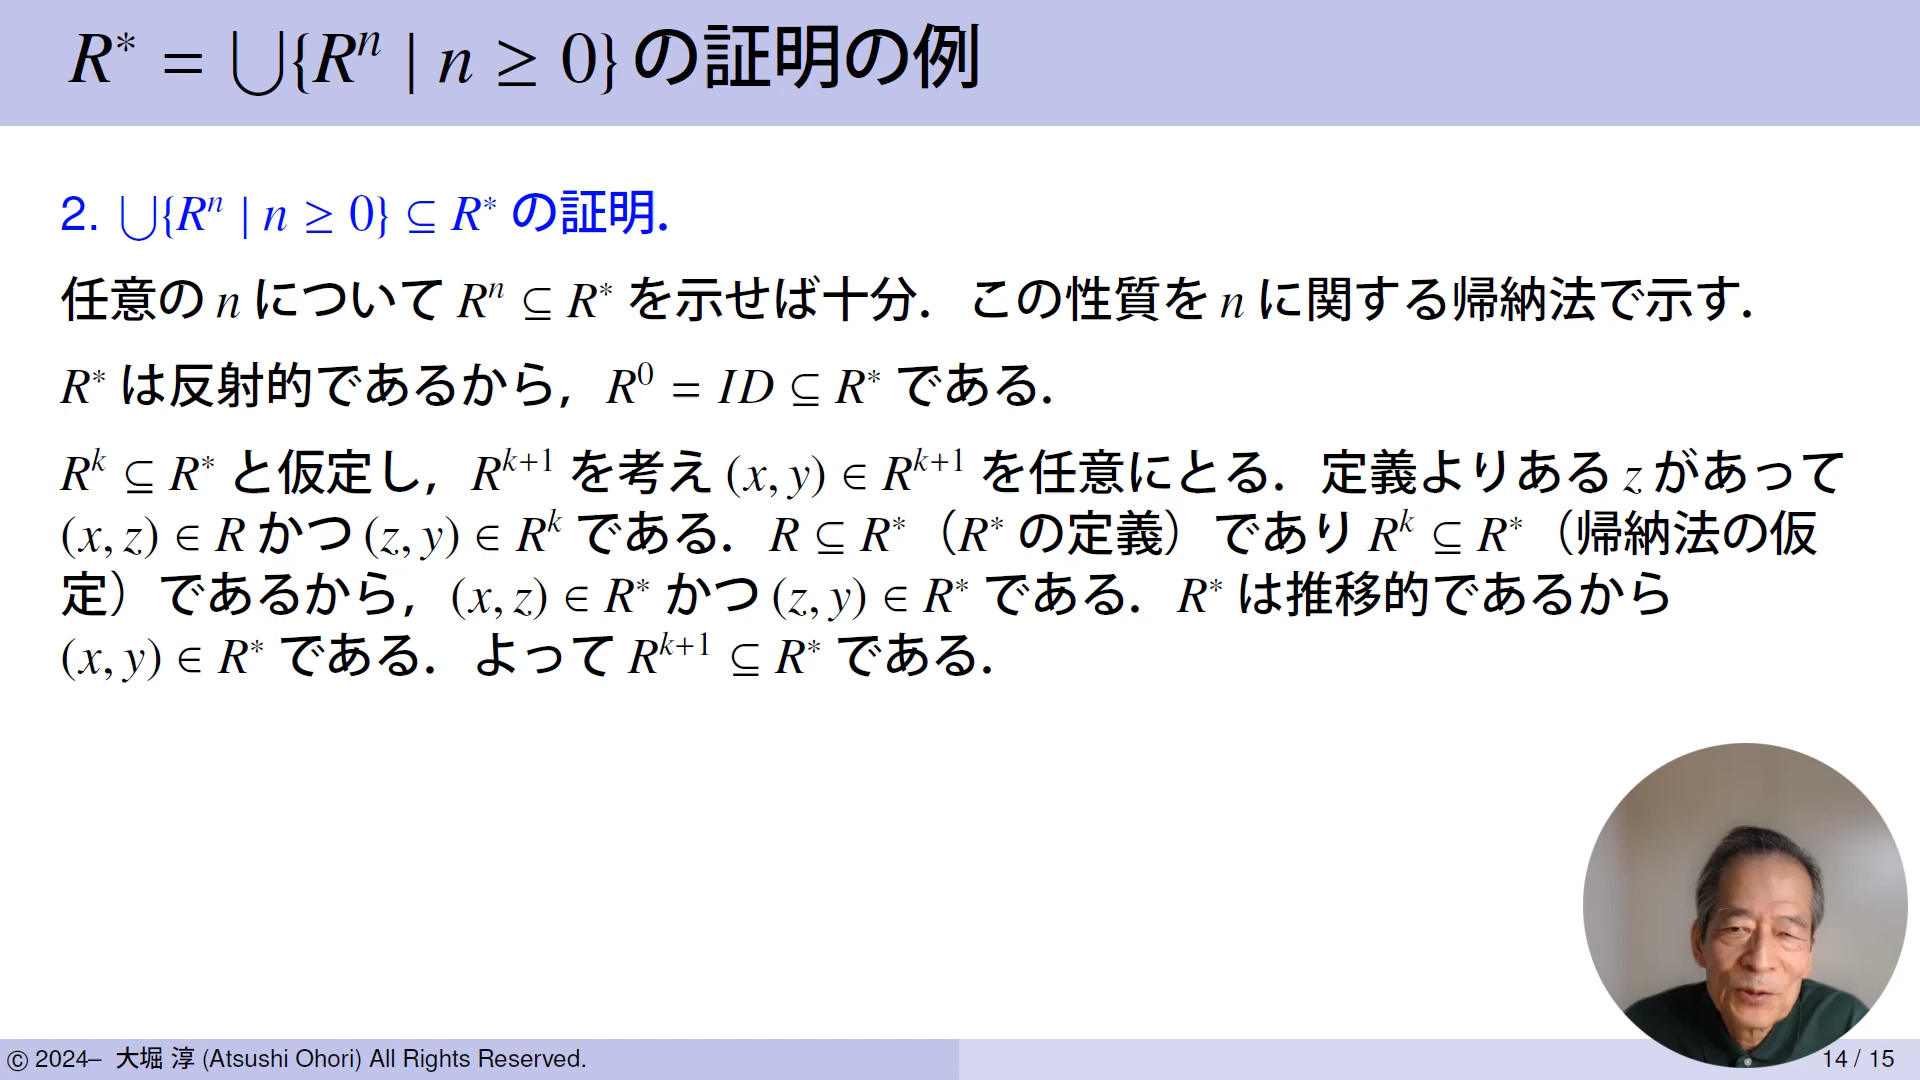 R* = ⋃{Rⁿ | n ≥ 0} の証明の例
2. ⋃{Rⁿ | n ≥ 0} ⊆ R* の証明．
任意の n について Rⁿ ⊆ R* を示せば十分．この性質を n に関する帰納法で示す．
R* は反射的であるから，R⁰ = ID ⊆ R* である．
Rᵏ ⊆ R* と仮定し，Rᵏ⁺¹ を考え (x, y) ∈ Rᵏ⁺¹ を任意にとる．定義よりある z があって
(x, z) ∈ R かつ (z, y) ∈ Rᵏ である．R ⊆ R*（R* の定義）であり Rᵏ ⊆ R*（帰納法の仮
定）であるから，(x, z) ∈ R* かつ (z, y) ∈ R* である．R* は推移的であるから
(x, y) ∈ R* である．よって Rᵏ⁺¹ ⊆ R* である．
© 2024– 大堀 淳 (Atsushi Ohori) All Rights Reserved.
14 / 15